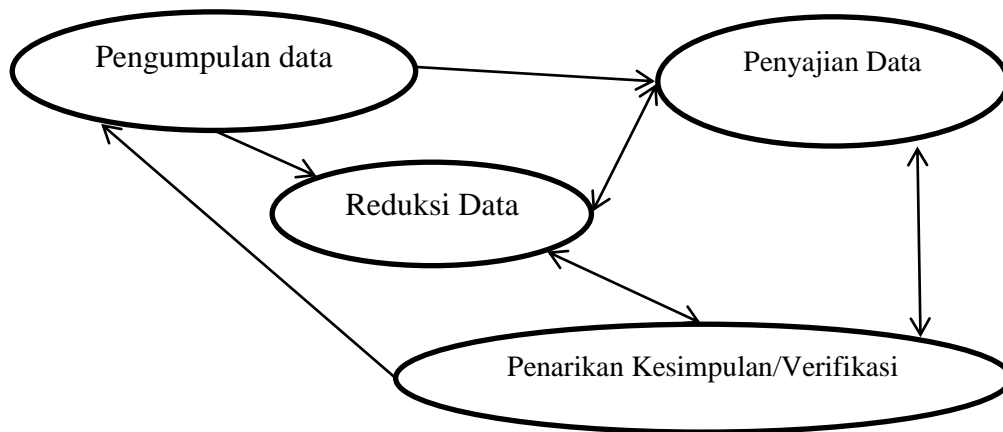 Pengumpulan data
Penyajian Data
Reduksi Data
Penarikan Kesimpulan/Verifikasi